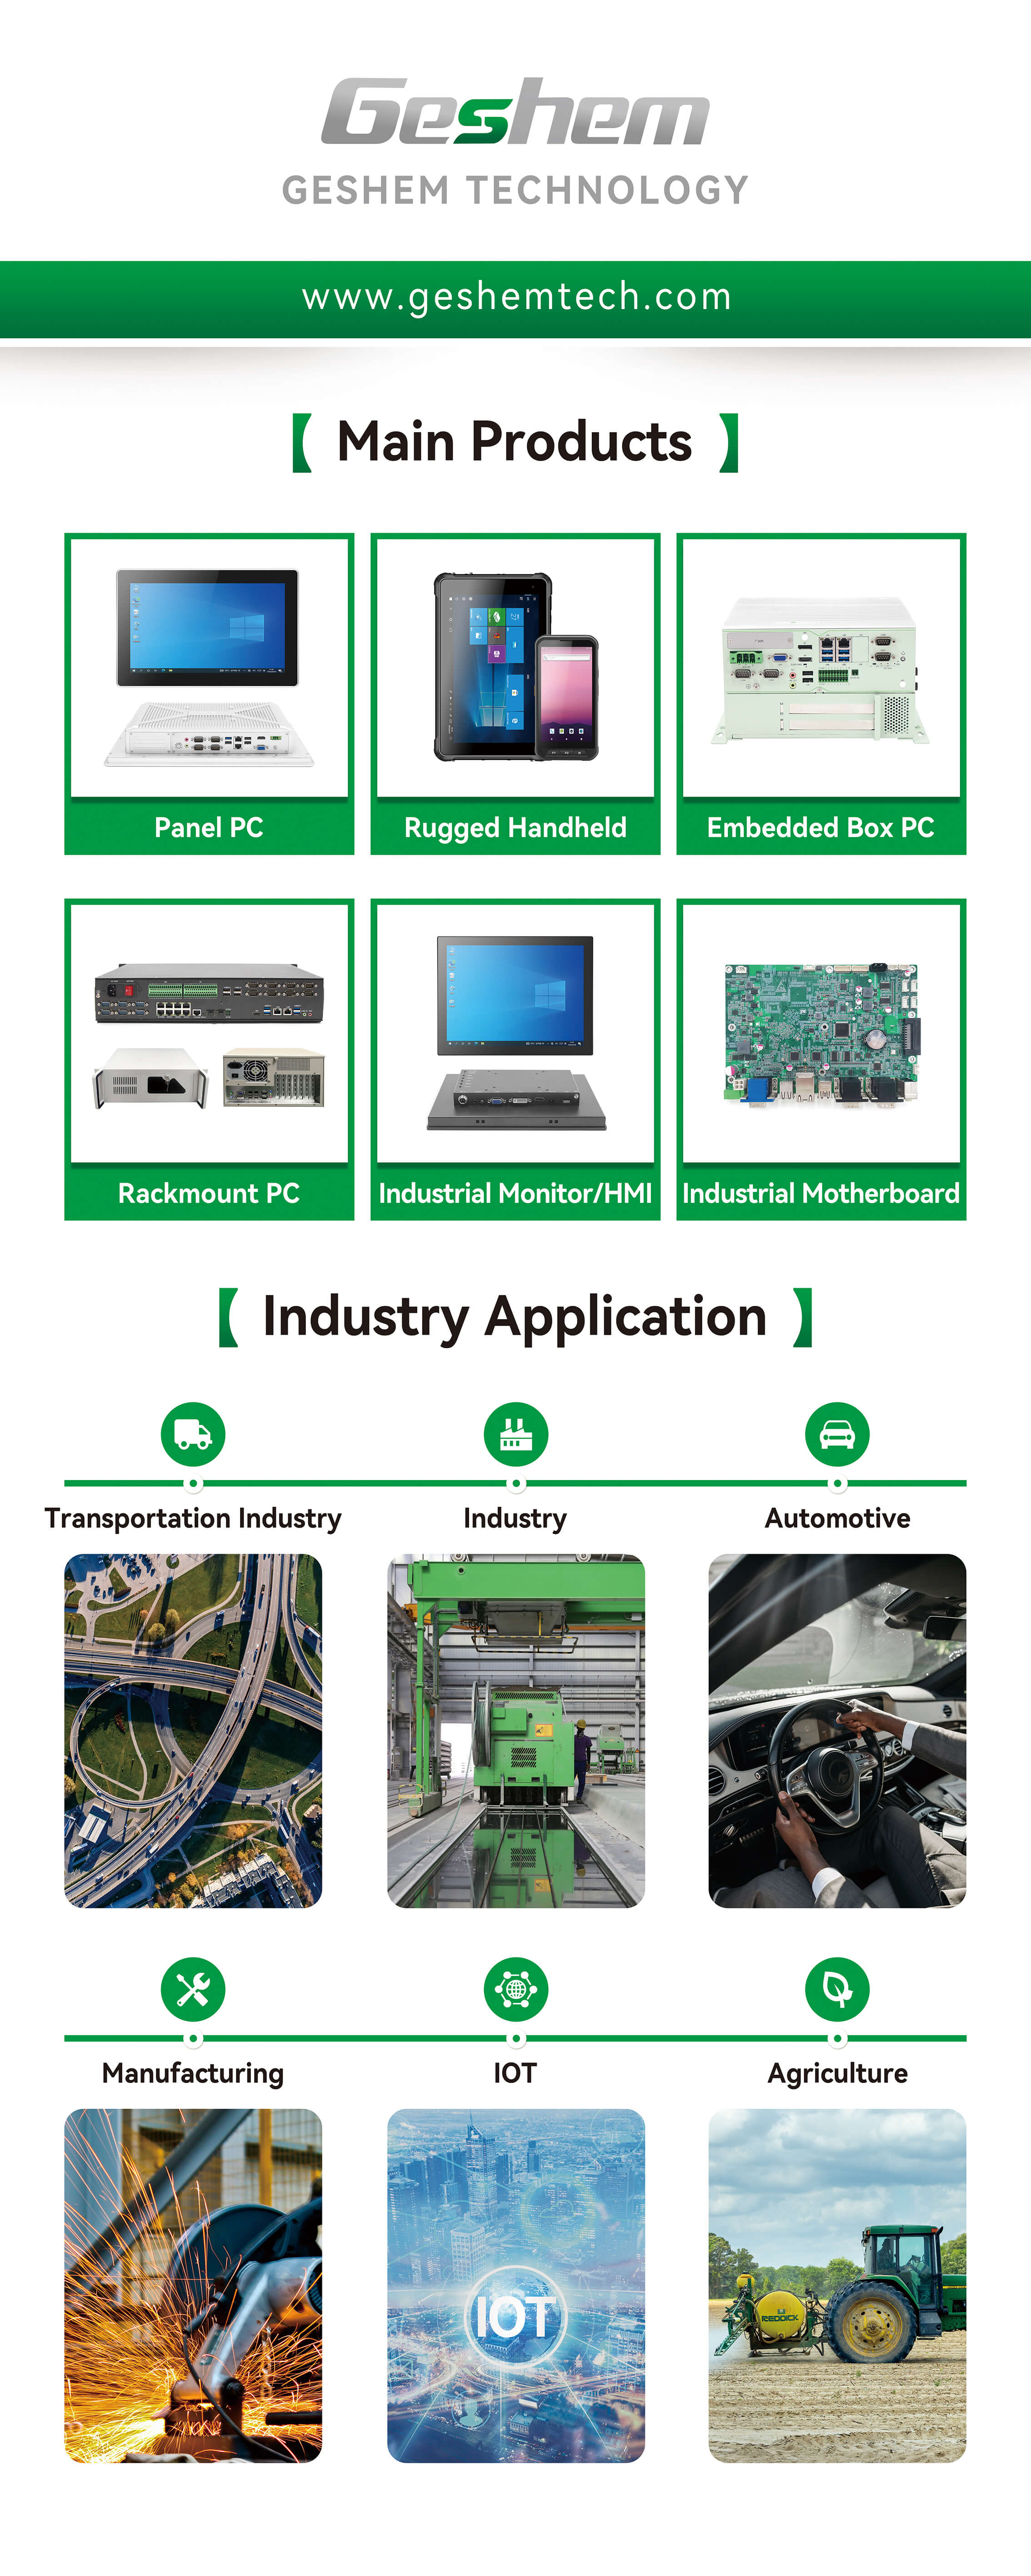 Geshem
GESHEM TECHNOLOGY
www.geshemtech.com
【 Main Products 】
Panel PC
Rugged Handheld
Embedded Box PC
Rackmount PC
Industrial Monitor/HMI
Industrial Motherboard
【 Industry Application 】
Transportation Industry
Industry
Automotive
Manufacturing
IOT
Agriculture
IOT
REDDICK